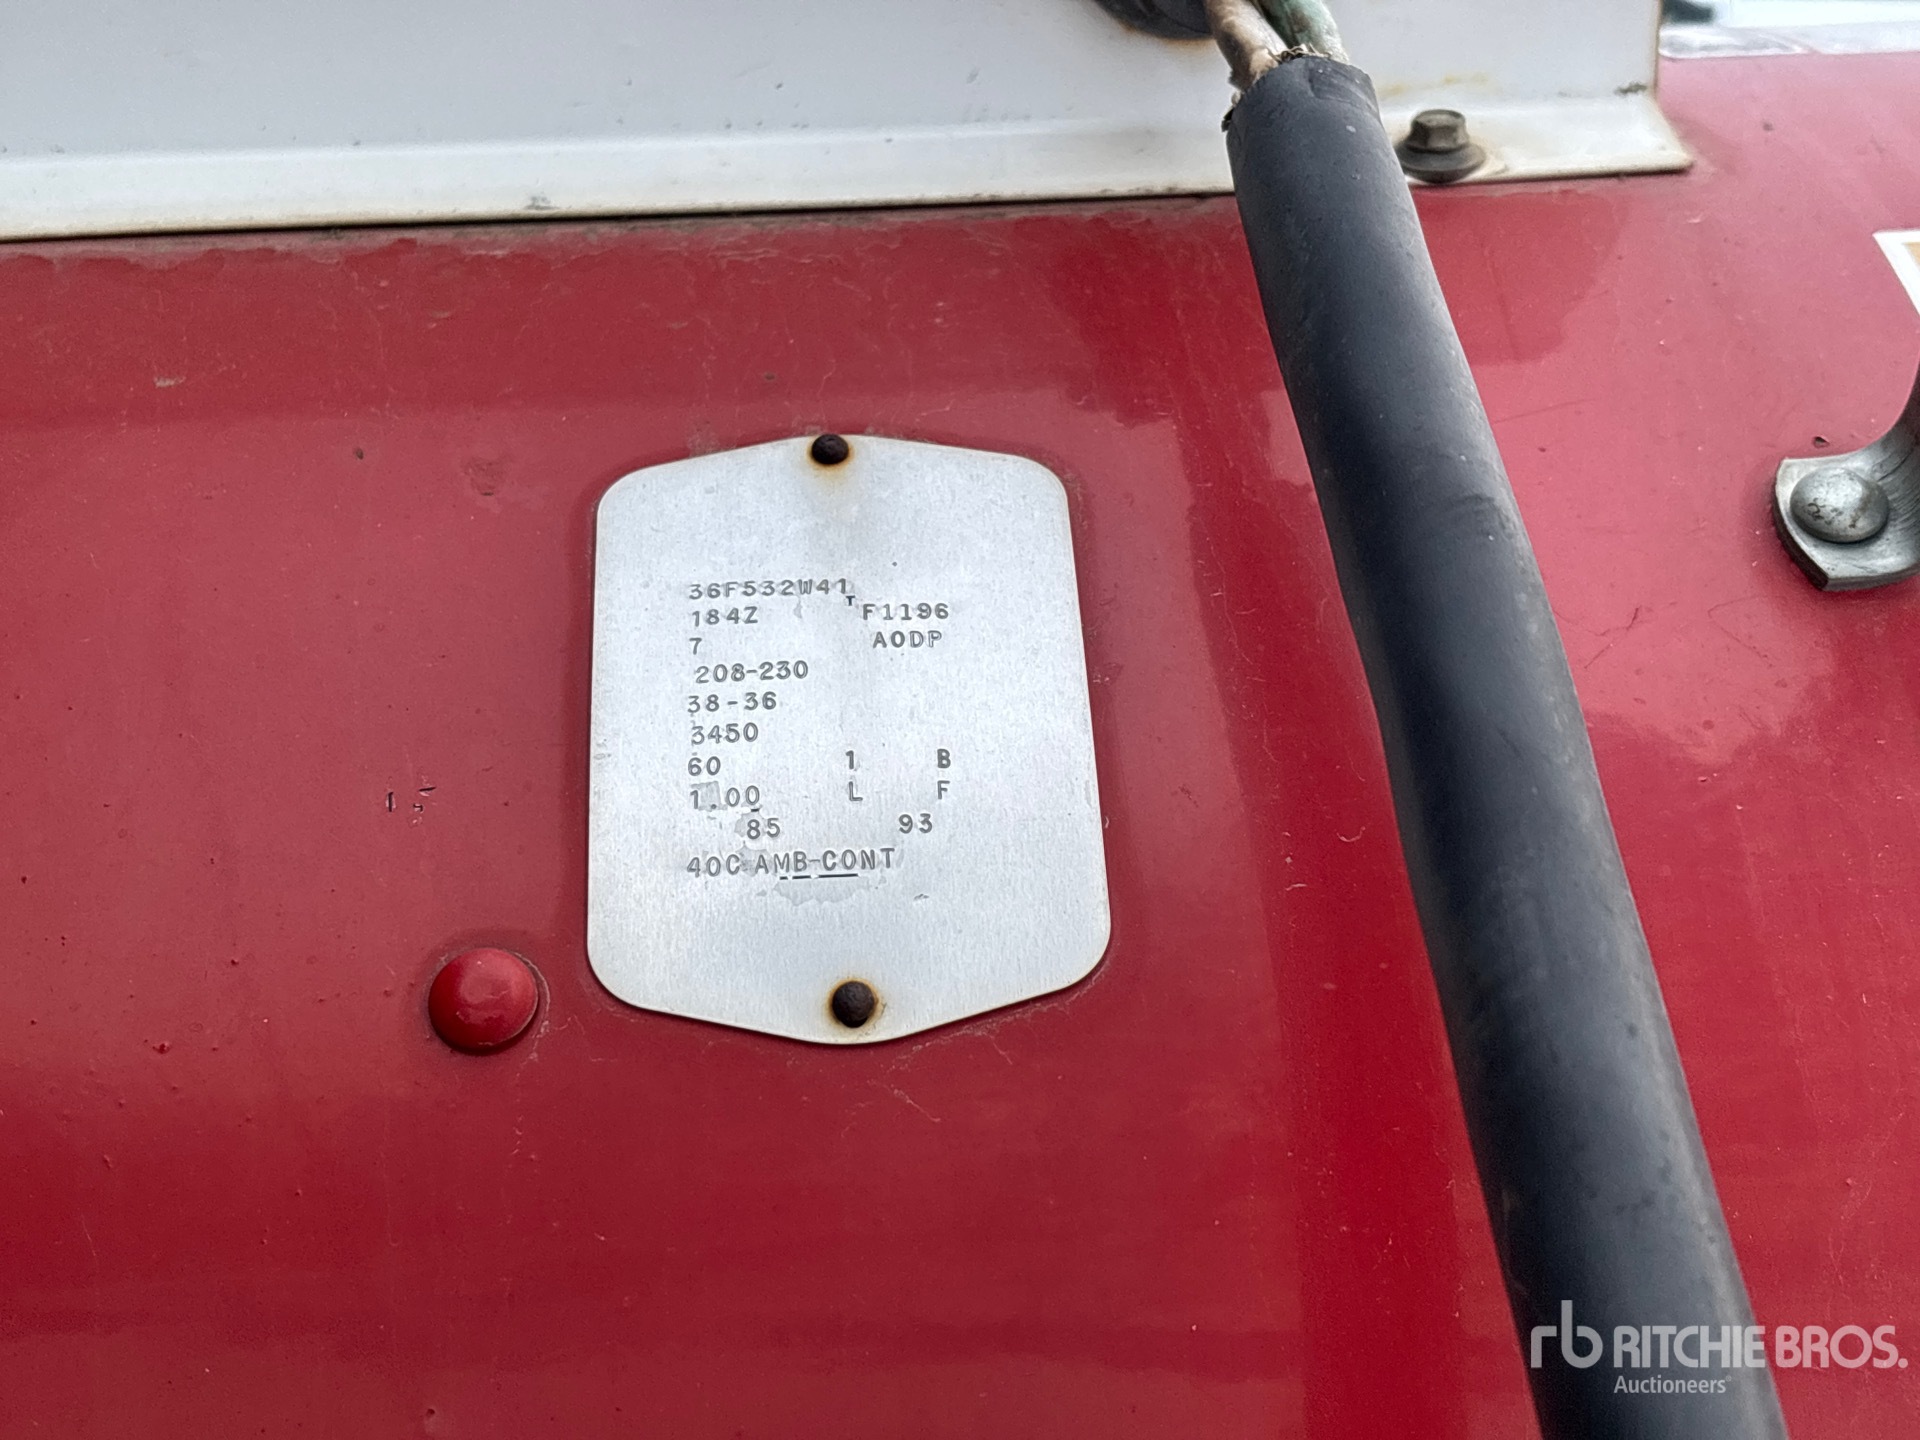 36F532W41
184Z T F1196
7 AODP
208-230
38-36
3450
60 1 B
1.00 L F
85 93
40C AMB-CONT
rb RITCHIE BROS.
Auctioneers